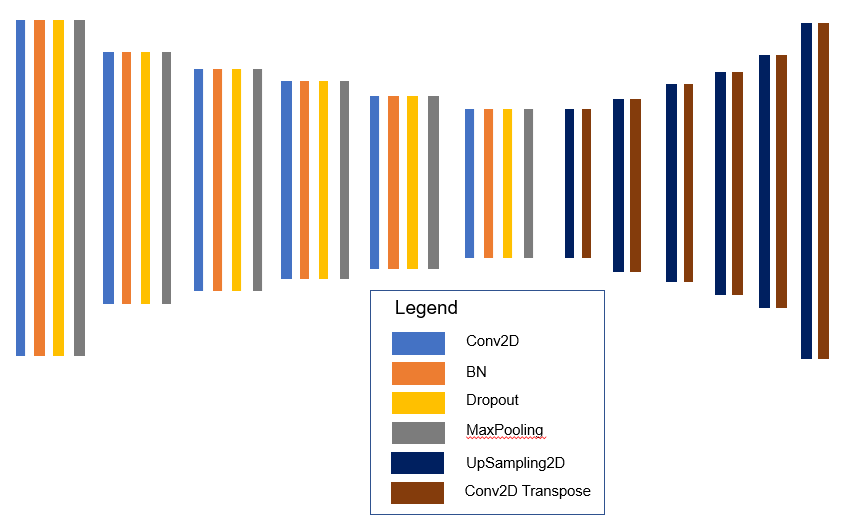 Legend
Conv2D
BN
Dropout
MaxPooling
UpSampling2D
Conv2D Transpose